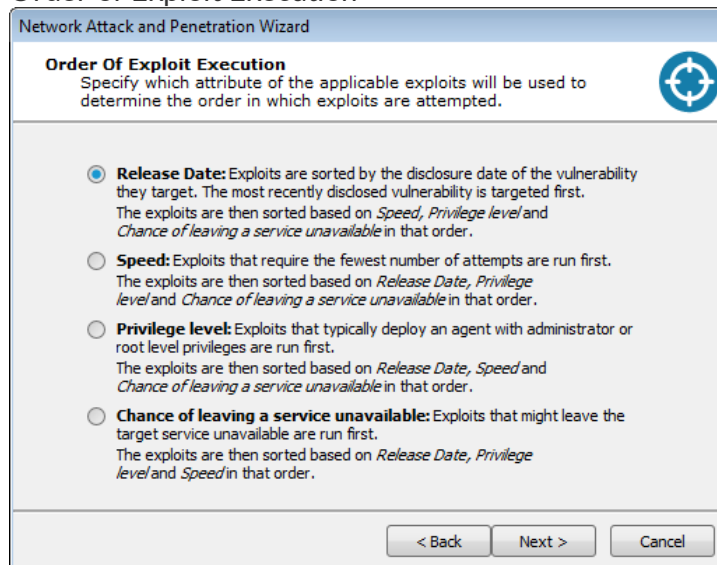 Order of Exploit Execution
Network Attack and Penetration Wizard
Order Of Exploit Execution
Specify which attribute of the applicable exploits will be used to
determine the order in which exploits are attempted.
Release Date: Exploits are sorted by the disclosure date of the vulnerability
they target. The most recently disclosed vulnerability is targeted first.
The exploits are then sorted based on Speed, Privilege level and
Chance of leaving a service unavailable in that order.
Speed: Exploits that require the fewest number of attempts are run first.
The exploits are then sorted based on Release Date, Privilege
level and Chance of leaving a service unavailable in that order.
Privilege level: Exploits that typically deploy an agent with administrator or
root level privileges are run first.
The exploits are then sorted based on Release Date, Speed and
Chance of leaving a service unavailable in that order.
Chance of leaving a service unavailable: Exploits that might leave the
target service unavailable are run first.
The exploits are then sorted based on Release Date, Privilege
level and Speed in that order.
< Back Next > Cancel